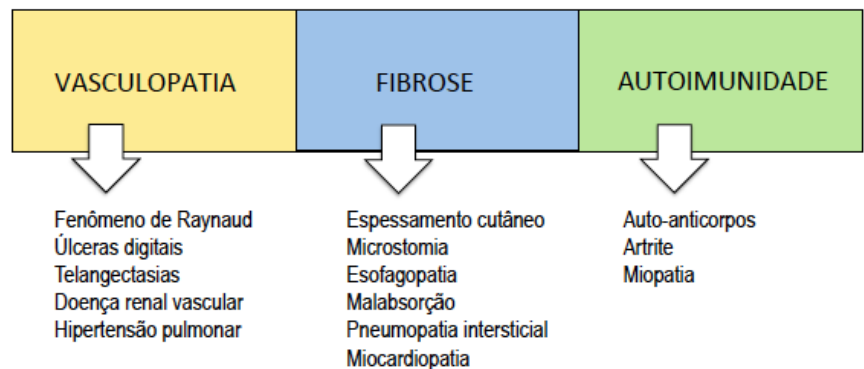 VASCULOPATIA
FIBROSE
AUTOIMUNIDADE
Fenômeno de Raynaud
Úlceras digitais
Telangectasias
Doença renal vascular
Hipertensão pulmonar
Espessamento cutâneo
Microstomia
Esofagopatia
Malabsorção
Pneumopatia intersticial
Miocardiopatia
Auto-anticorpos
Artrite
Miopatia